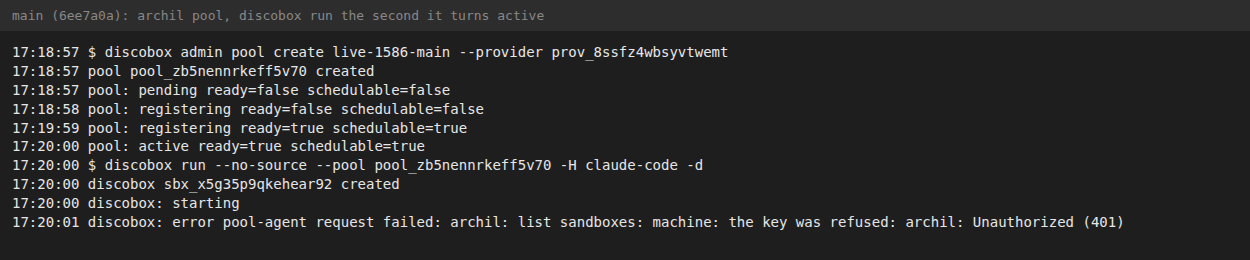 main (6ee7a0a): archil pool, discobox run the second it turns active
17:18:57 $ discobox admin pool create live-1586-main --provider prov_8ssfz4wbsyvtwemt
17:18:57 pool pool_zb5nennrkeff5v70 created
17:18:57 pool: pending ready=false schedulable=false
17:18:58 pool: registering ready=false schedulable=false
17:19:59 pool: registering ready=true schedulable=true
17:20:00 pool: active ready=true schedulable=true
17:20:00 $ discobox run --no-source --pool pool_zb5nennrkeff5v70 -H claude-code -d
17:20:00 discobox sbx_x5g35p9qkehear92 created
17:20:00 discobox: starting
17:20:01 discobox: error pool-agent request failed: archil: list sandboxes: machine: the key was refused: archil: Unauthorized (401)